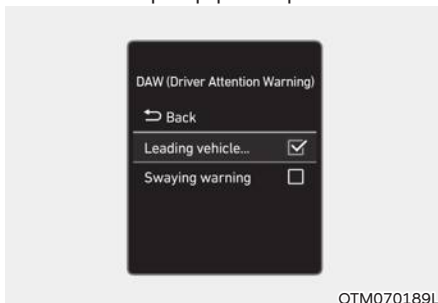 DAW (Driver Attention Warning)
Back
Leading vehicle...
Swaying warning
OTM070189L